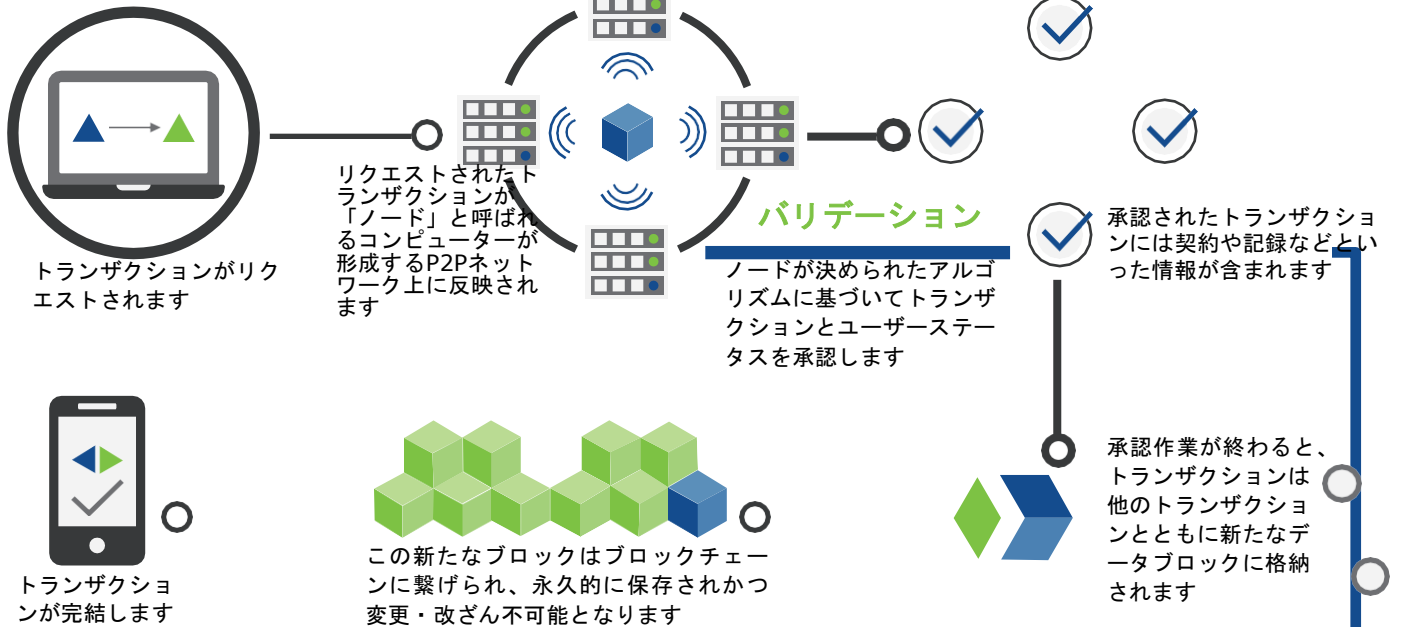 トランザクションがリク
エストされます
リクエストされたト
ランザクションが
「ノード」と呼ばれ
るコンピューターが
形成するP2Pネット
ワーク上に反映され
ます
バリデーション
ノードが決められたアルゴ
リズムに基づいてトランザ
クションとユーザーステー
タスを承認します
承認されたトランザクショ
ンには契約や記録などとい
った情報が含まれます
承認作業が終わると、
トランザクションは
他のトランザクショ
ンとともに新たなデ
ータブロックに格納
されます
この新たなブロックはブロックチェー
ンに繋げられ、永久的に保存されかつ
変更・改ざん不可能となります
トランザクショ
ンが完結します